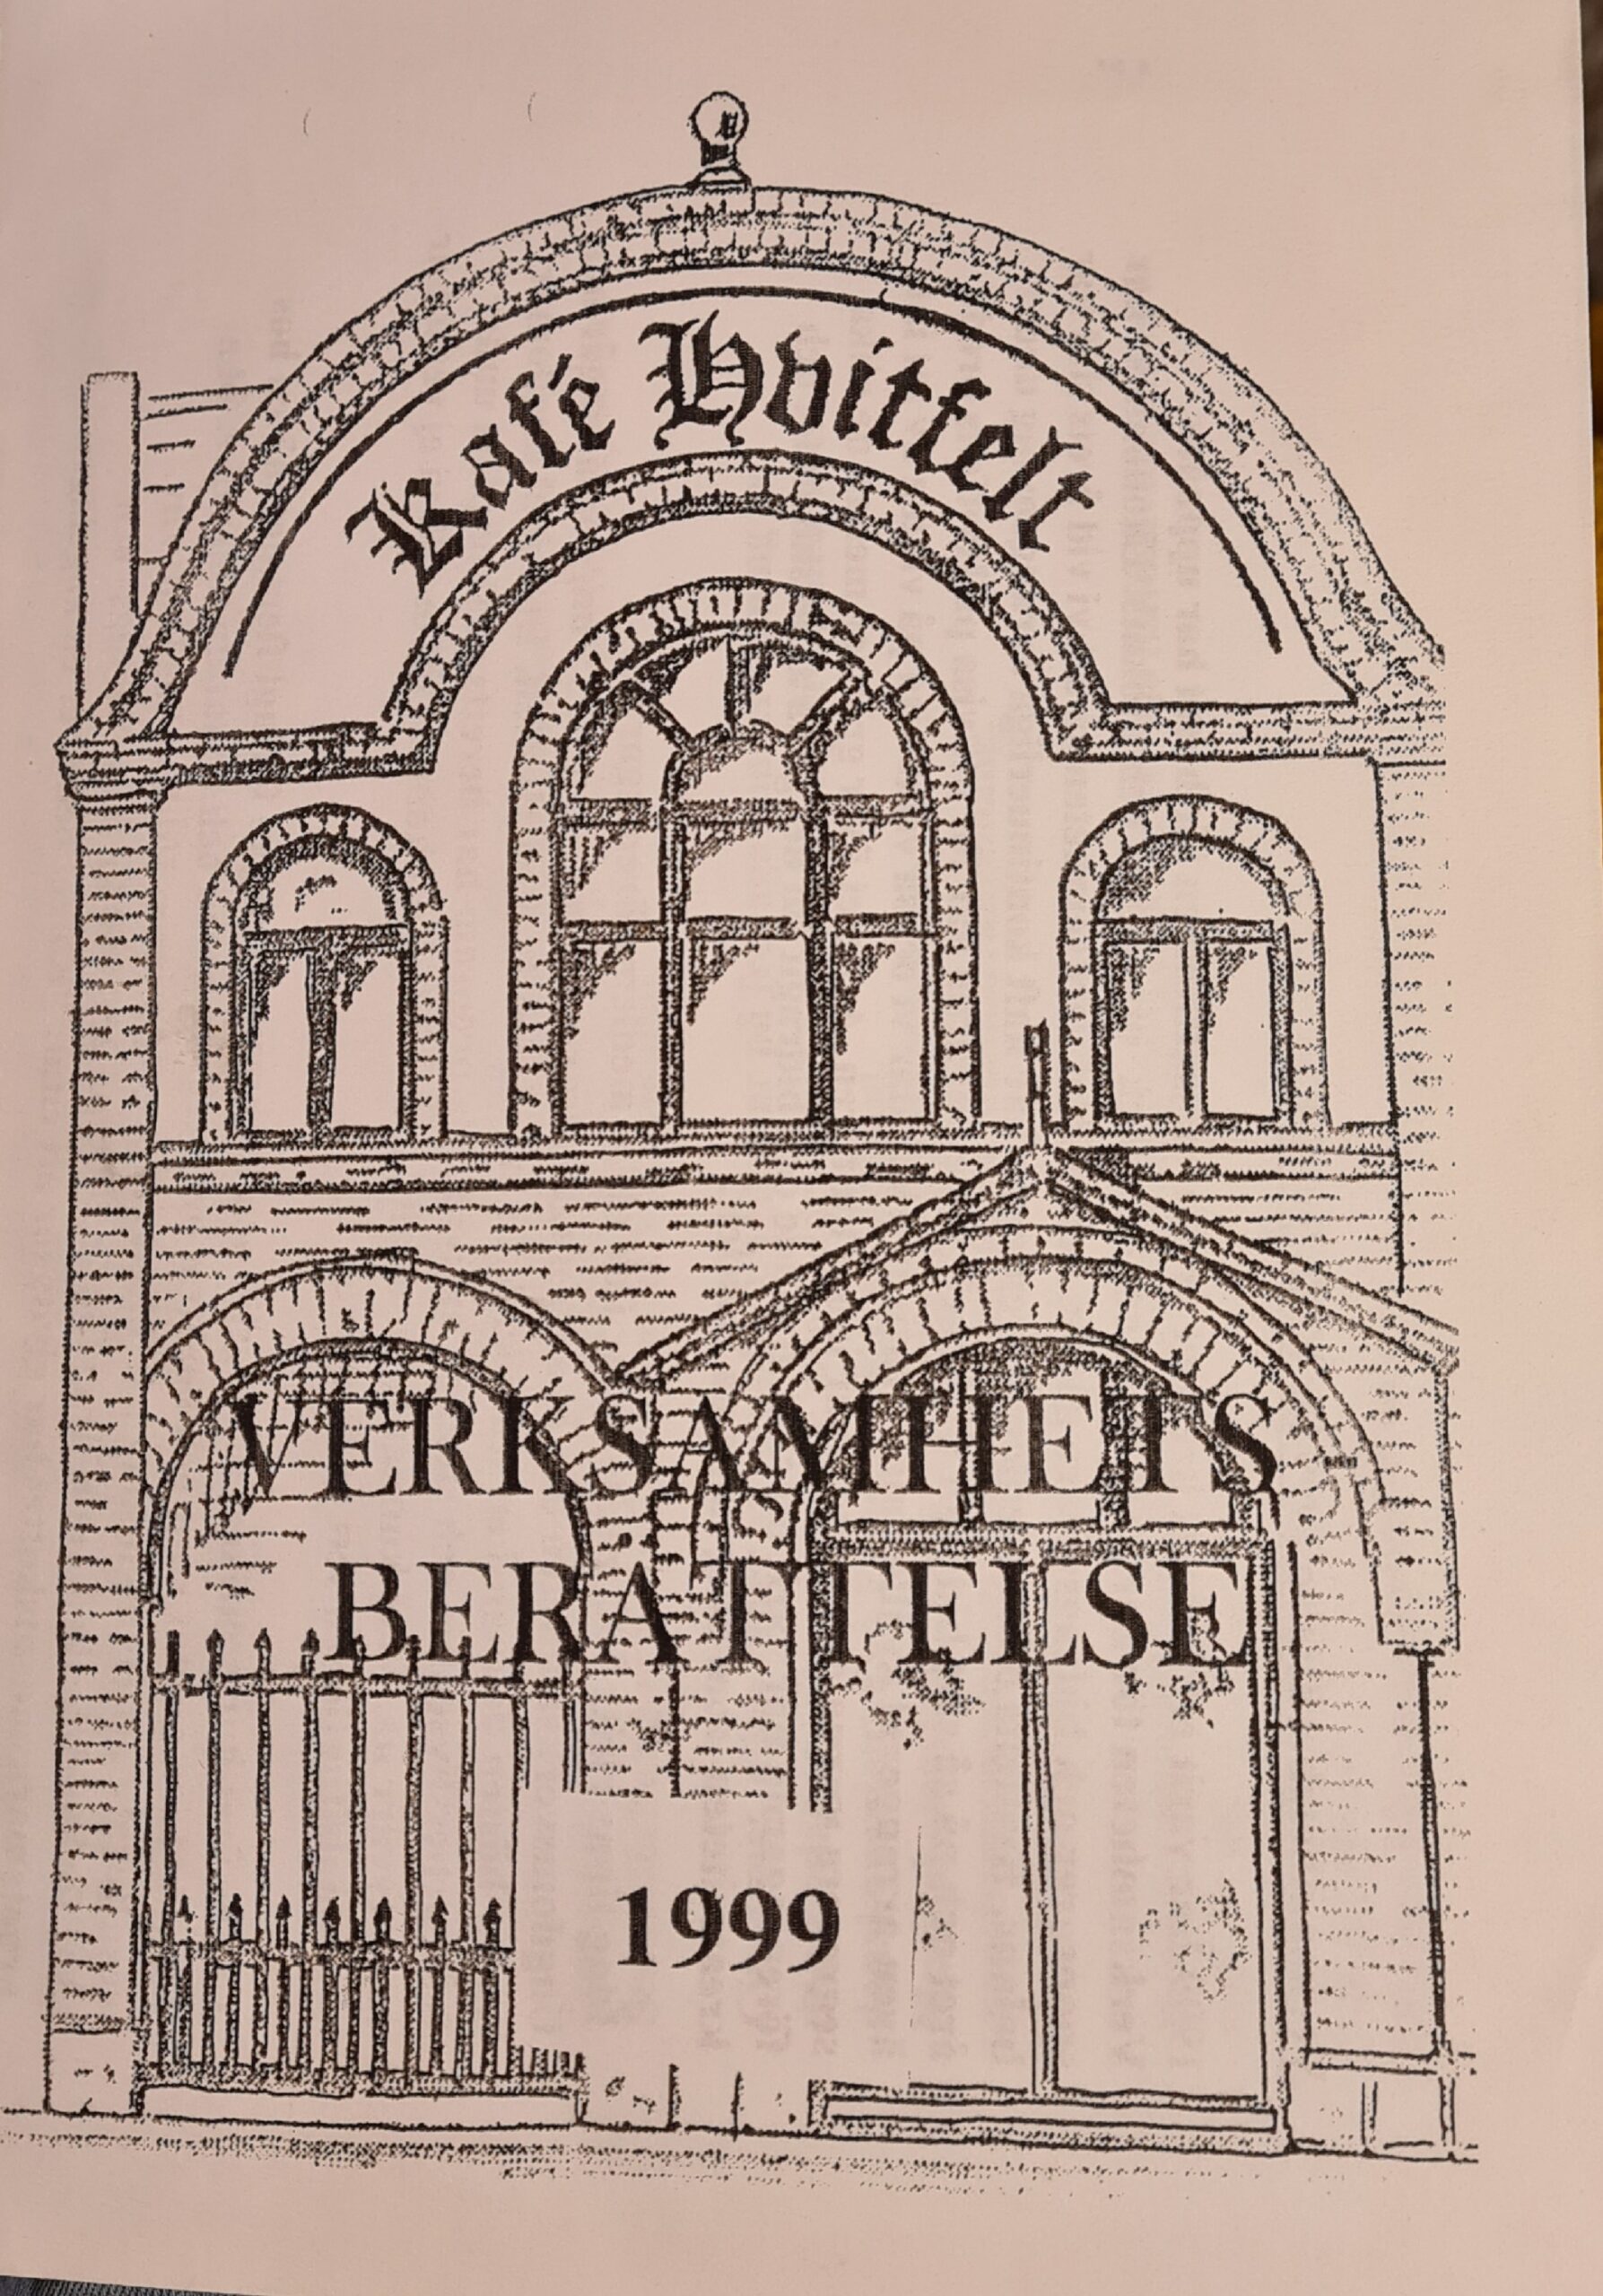 Kafé Hvitfelt
VERKSAMHETS
BERÄTTELSE
1999